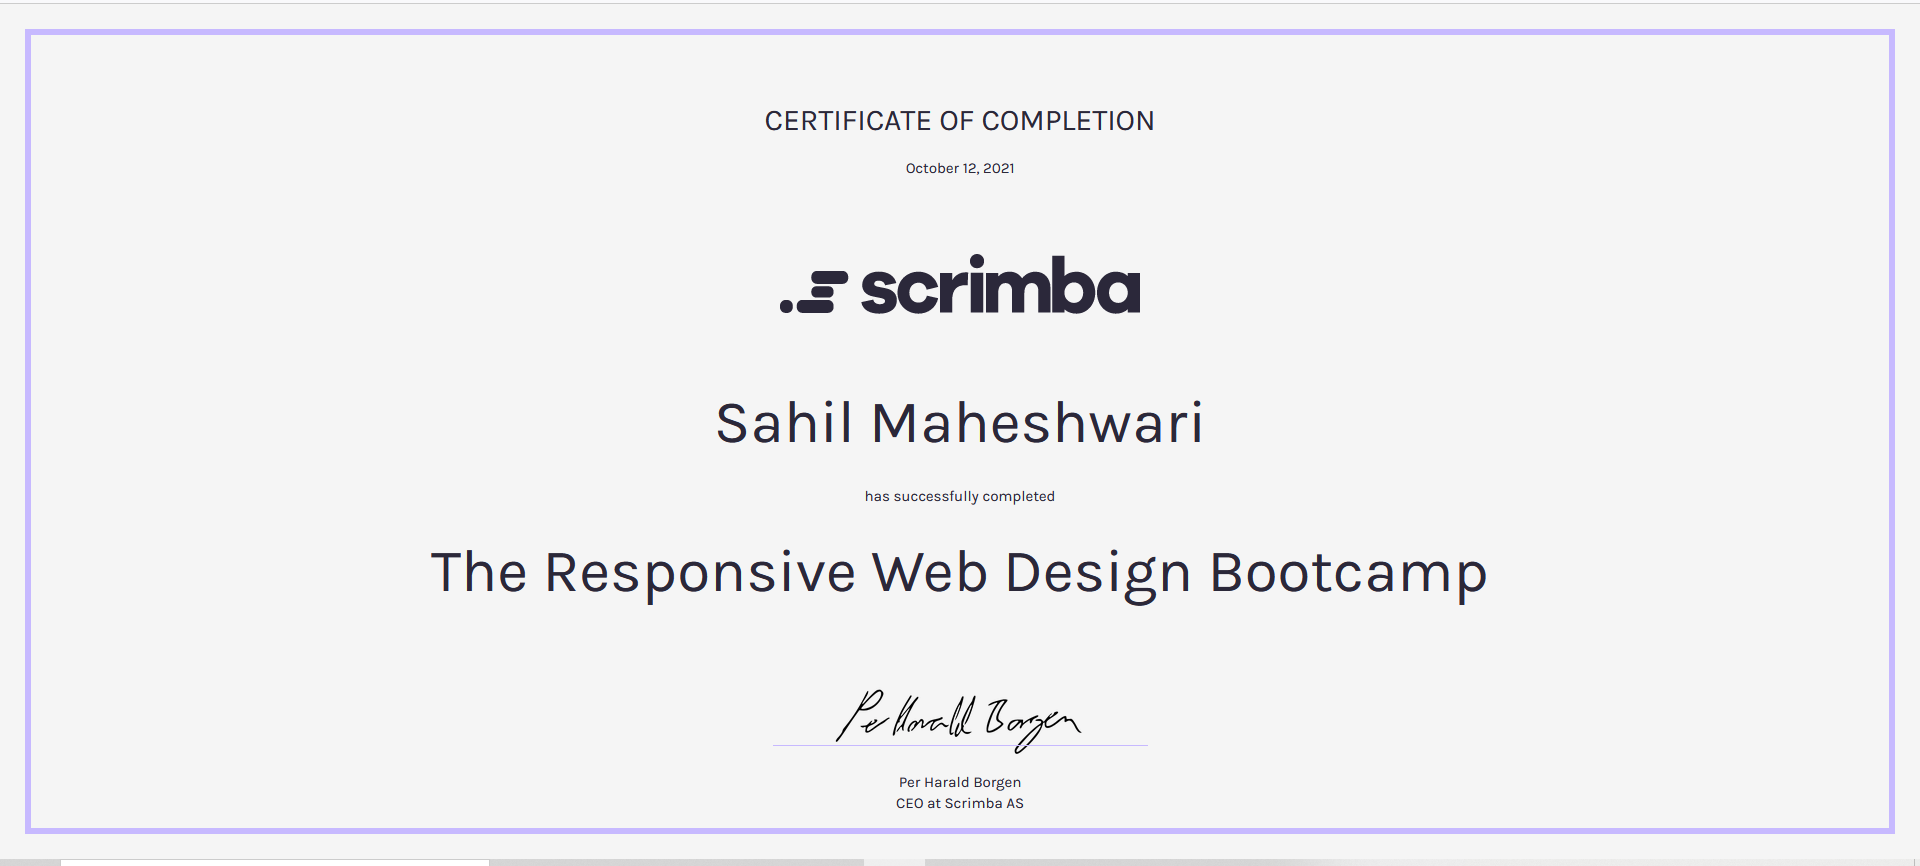 CERTIFICATE OF COMPLETION
October 12, 2021
scrimba
Sahil Maheshwari
has successfully completed
The Responsive Web Design Bootcamp
Per Harald Borgen
Per Harald Borgen
CEO at Scrimba AS